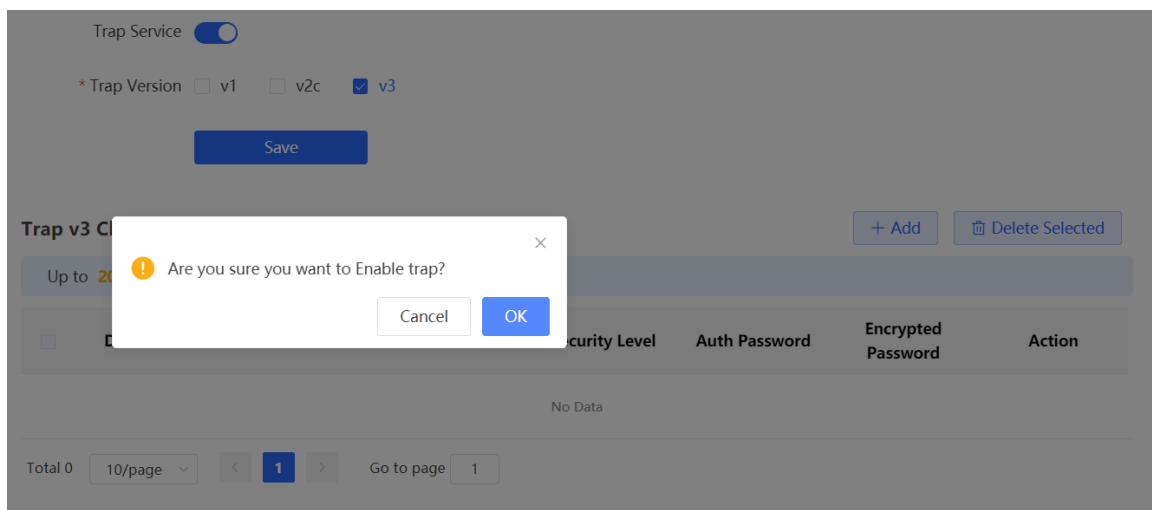 Trap Service
* Trap Version v1 v2c v3
Save
Trap v3 + Add Delete Selected
Are you sure you want to Enable trap?
Up to
Cancel OK
Level Auth Password Encrypted Password Action
No Data
Total 0 10/page 1 Go to page 1